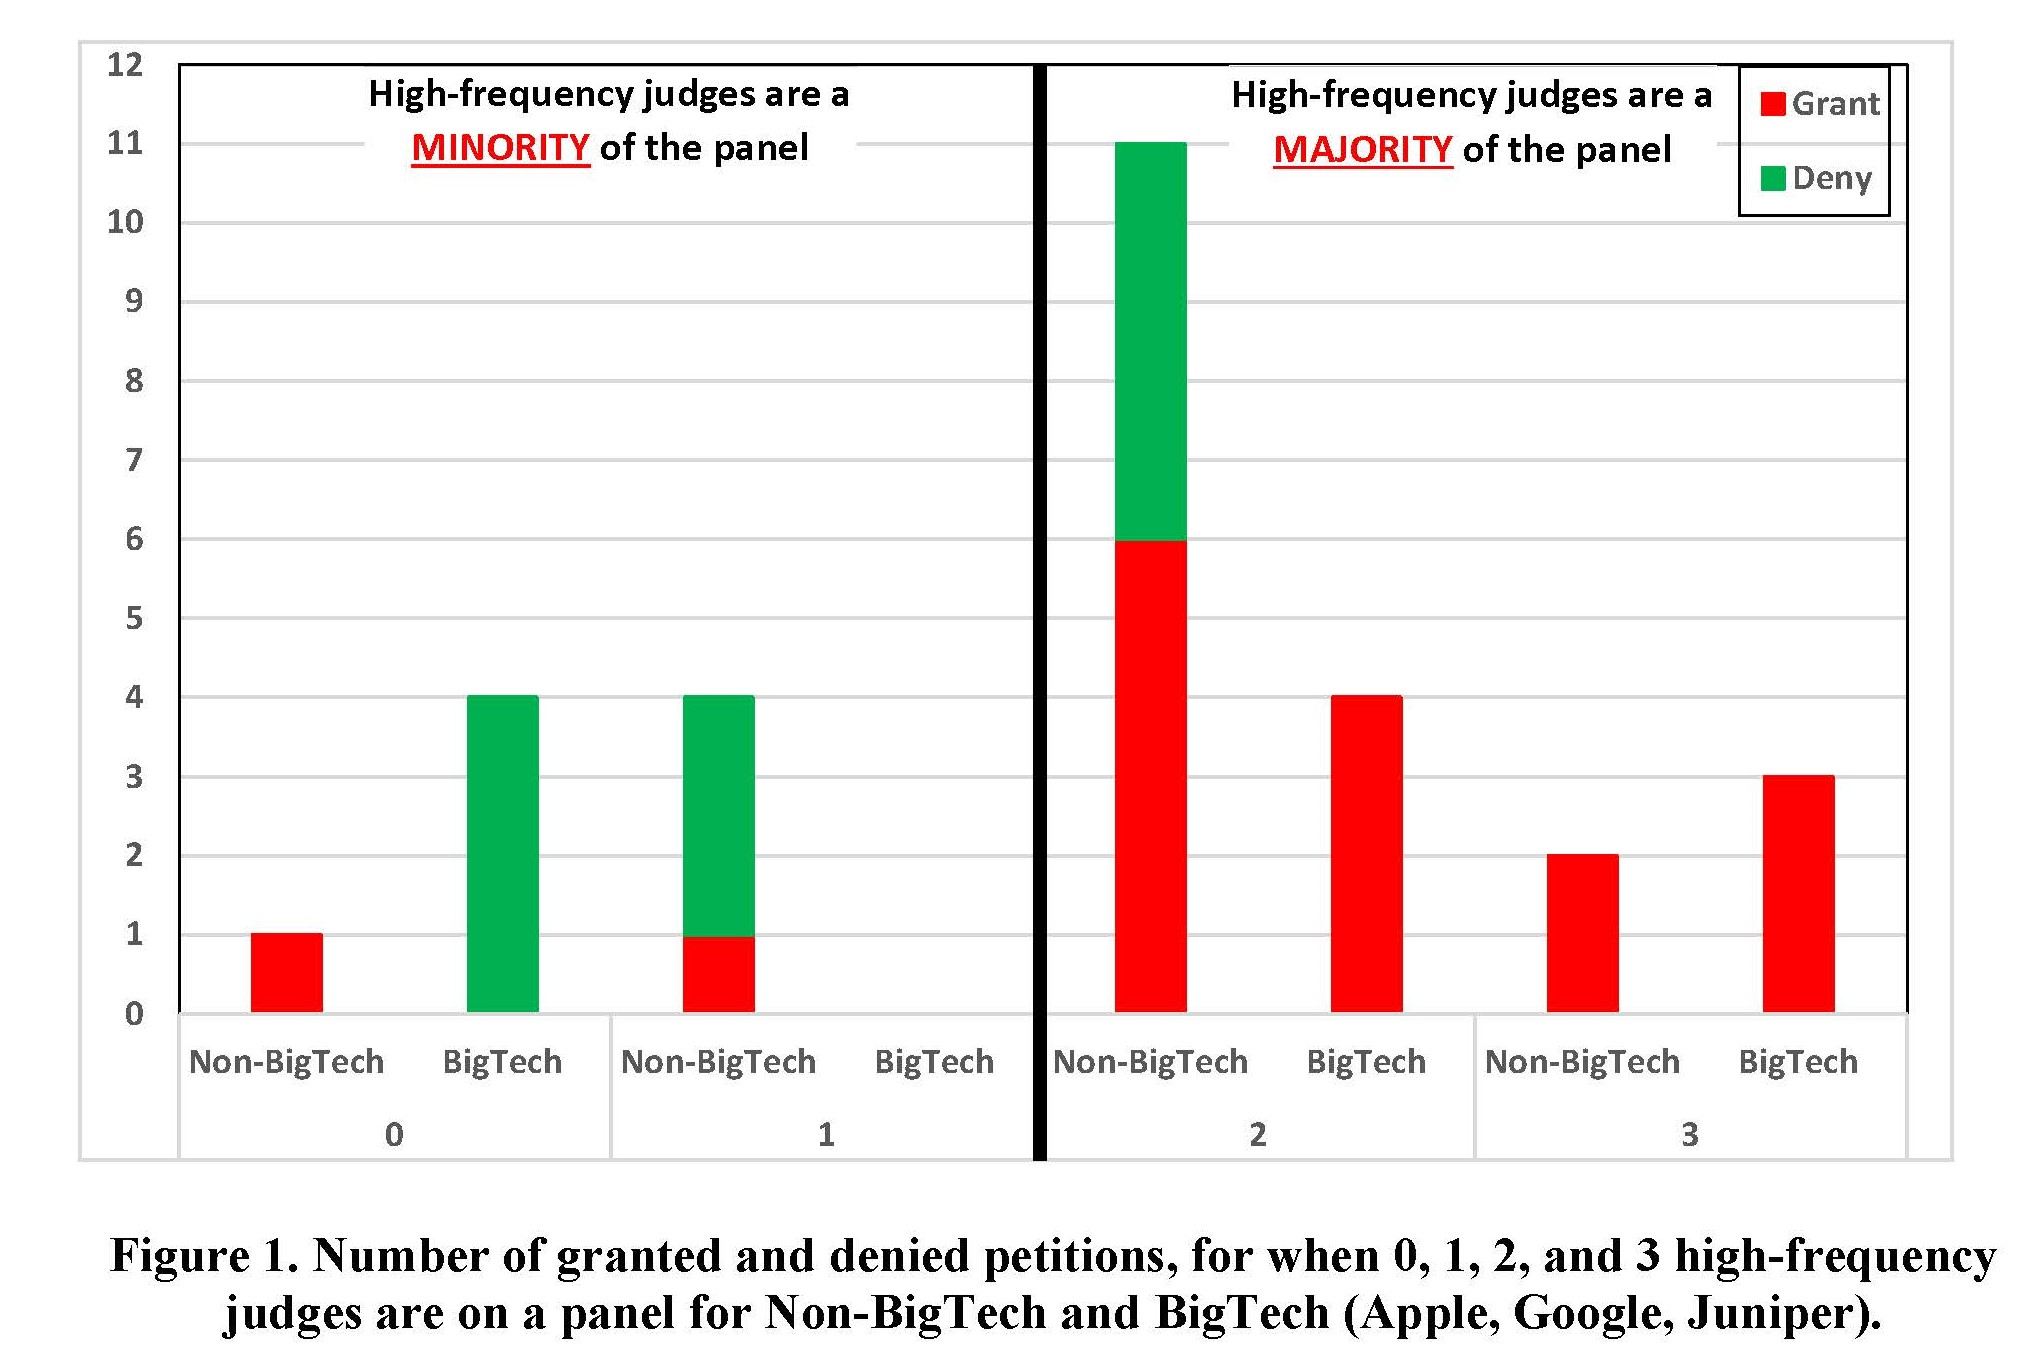 12
11
10
9
8
7
6
5
4
3
2
1
0
High-frequency judges are a
MINORITY of the panel
High-frequency judges are a
MAJORITY of the panel
Grant
Deny
Non-BigTech BigTech Non-BigTech BigTech Non-BigTech BigTech Non-BigTech BigTech
0 1 2 3
Figure 1. Number of granted and denied petitions, for when 0, 1, 2, and 3 high-frequency
judges are on a panel for Non-BigTech and BigTech (Apple, Google, Juniper).